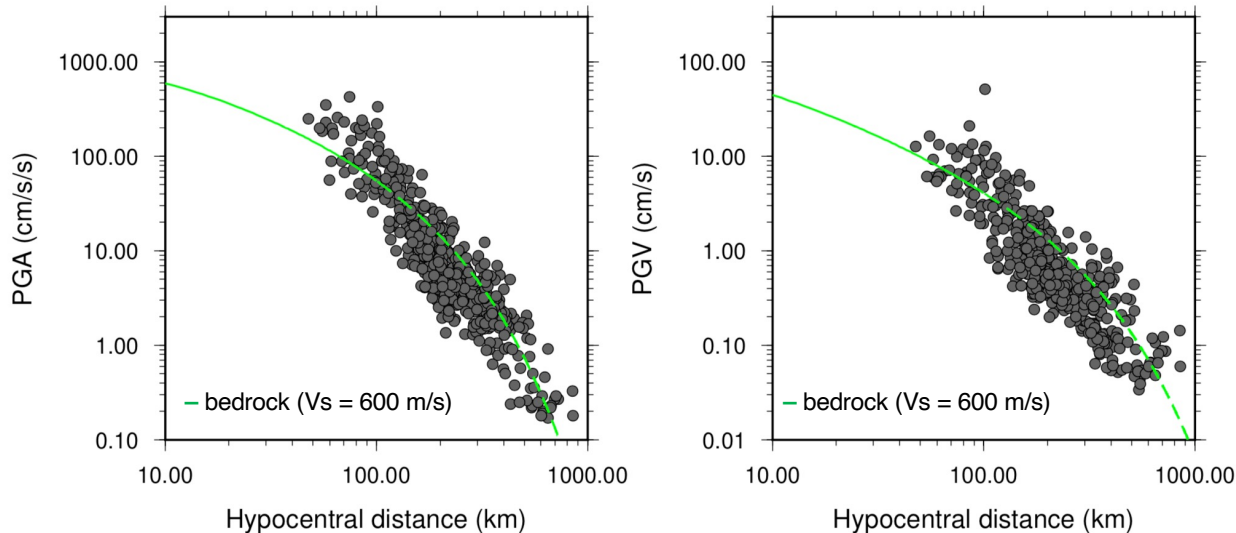 1000.00
100.00
10.00
1.00
0.10
PGA (cm/s/s)
bedrock (Vs = 600 m/s)
10.00 100.00 1000.00
Hypocentral distance (km)
100.00
10.00
1.00
0.10
0.01
PGV (cm/s)
bedrock (Vs = 600 m/s)
10.00 100.00 1000.00
Hypocentral distance (km)